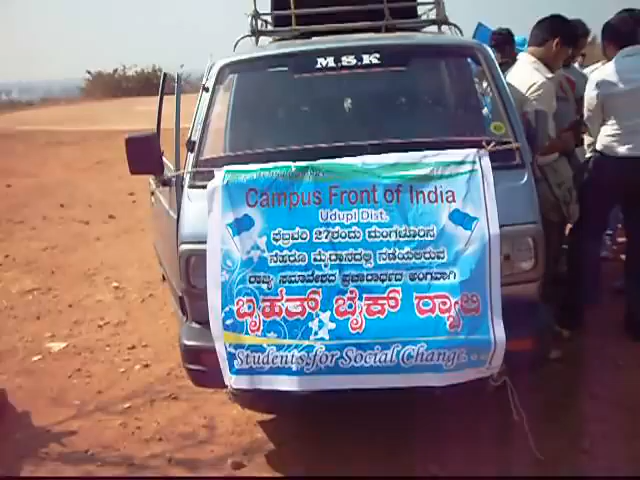 M.S.K
Campus Front of India
Udupi Dist.
ಫೆಬ್ರವರಿ 27ರಂದು ಮಂಗಳೂರಿನ
ನೆಹರೂ ಮೈದಾನದಲ್ಲಿ ನಡೆಯಲಿರುವ
ರಾಜ್ಯ ಸಮಾವೇಶದ ಪ್ರಚಾರಾರ್ಥದ ಅಂಗವಾಗಿ
ಬೃಹತ್ ಬೈಕ್ ರ‍್ಯಾಲಿ
Students for Social Change...